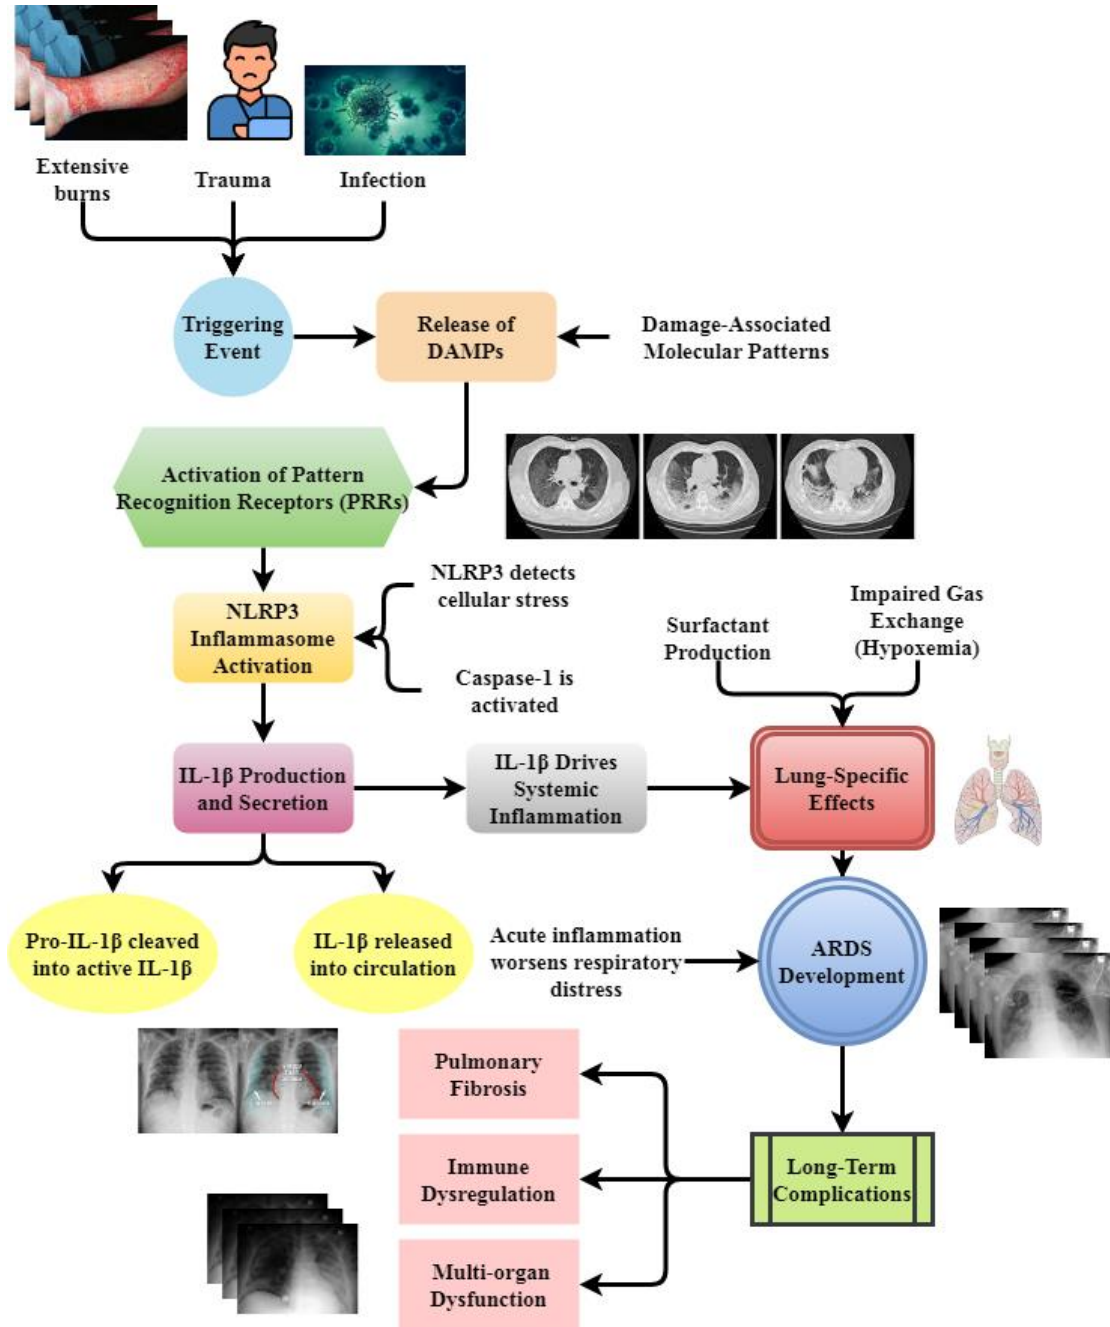 Extensive
burns
Trauma
Infection
Triggering
Event
Release of
DAMPs
Damage-Associated
Molecular Patterns
Activation of Pattern
Recognition Receptors (PRRs)
NLRP3 detects
cellular stress
NLRP3
Inflammasome
Activation
Caspase-1 is
activated
Surfactant
Production
Impaired Gas
Exchange
(Hypoxemia)
IL-1β Production
and Secretion
IL-1β Drives
Systemic
Inflammation
Lung-Specific
Effects
Pro-IL-1β cleaved
into active IL-1β
IL-1β released
into circulation
Acute inflammation
worsens respiratory
distress
ARDS
Development
Pulmonary
Fibrosis
Immune
Dysregulation
Multi-organ
Dysfunction
Long-Term
Complications